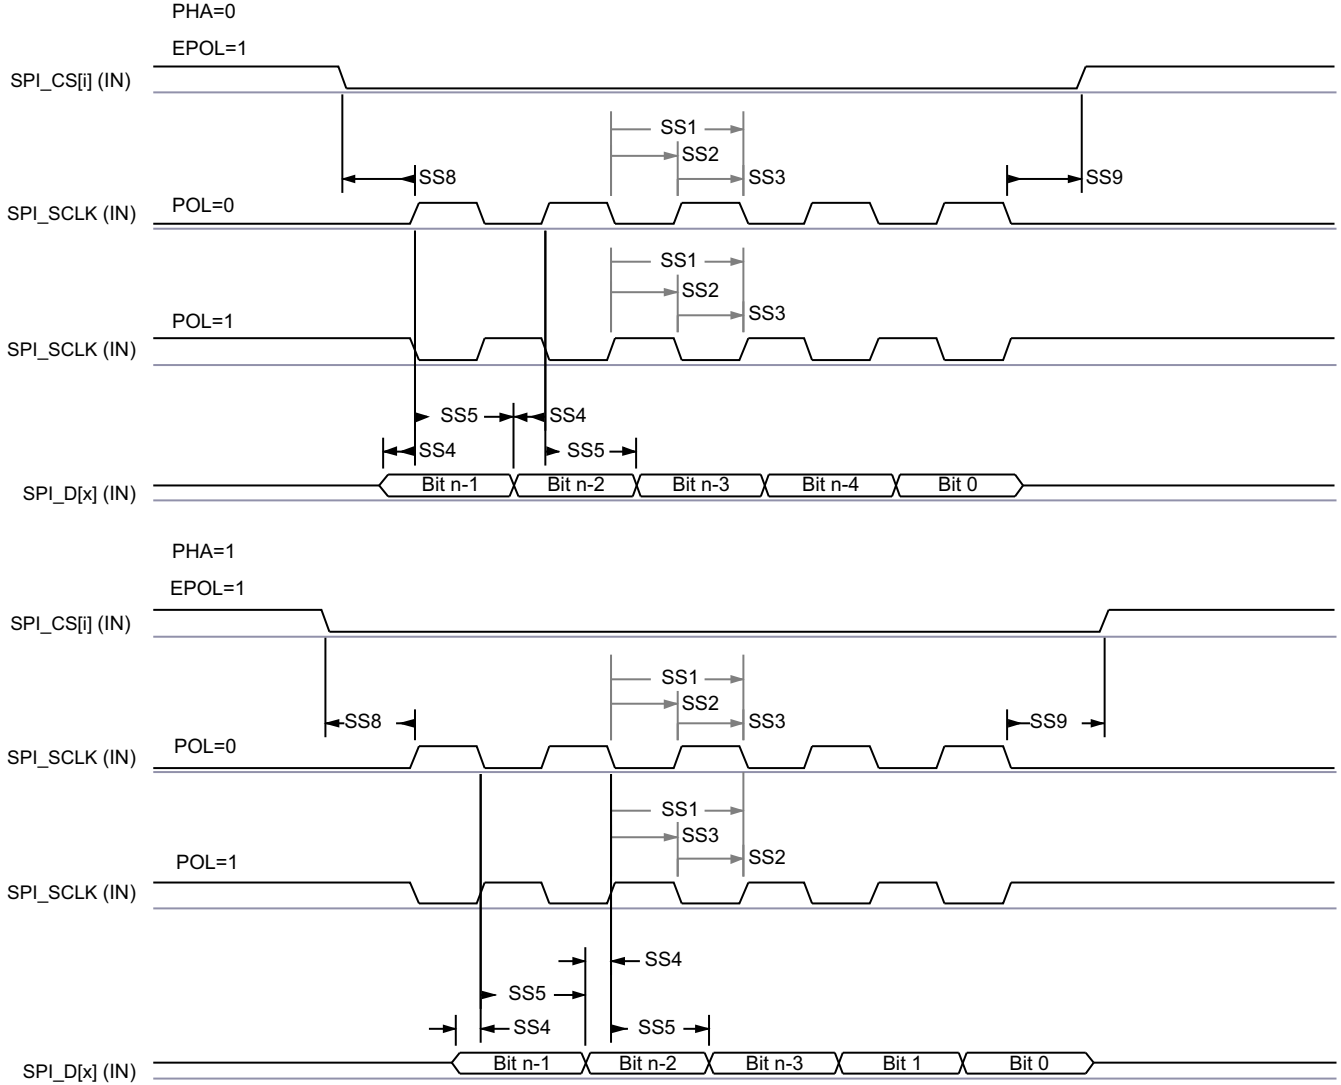 PHA=0
EPOL=1
SPI_CS[i] (IN)
SS1
SS2
SS8
SS3
SS9
POL=0
SPI_SCLK (IN)
SS1
SS2
SS3
POL=1
SPI_SCLK (IN)
SS5
SS4
SS4
SS5
SPI_D[x] (IN)
Bit n-1
Bit n-2
Bit n-3
Bit n-4
Bit 0
PHA=1
EPOL=1
SPI_CS[i] (IN)
SS1
SS2
SS8
SS3
SS9
POL=0
SPI_SCLK (IN)
SS1
SS3
SS2
POL=1
SPI_SCLK (IN)
SS4
SS5
SS4
SS5
SPI_D[x] (IN)
Bit n-1
Bit n-2
Bit n-3
Bit 1
Bit 0